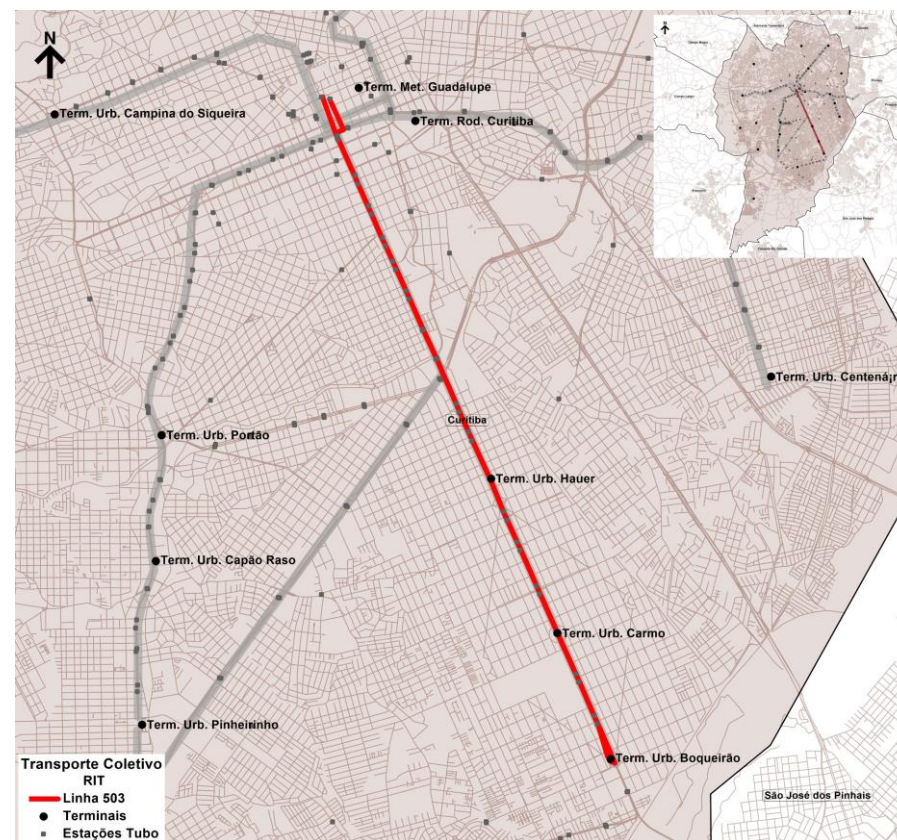 N
Term. Met. Guadalupe
Term. Urb. Campina do Siqueira
Term. Rod. Curitiba
Term. Urb. Centená¡r
Curitiba
Term. Urb. Portão
Term. Urb. Hauer
Term. Urb. Capão Raso
Term. Urb. Carmo
Term. Urb. Pinheirinho
Term. Urb. Boqueirão
São José dos Pinhais
Transporte Coletivo
RIT
Linha 503
Terminais
Estações Tubo